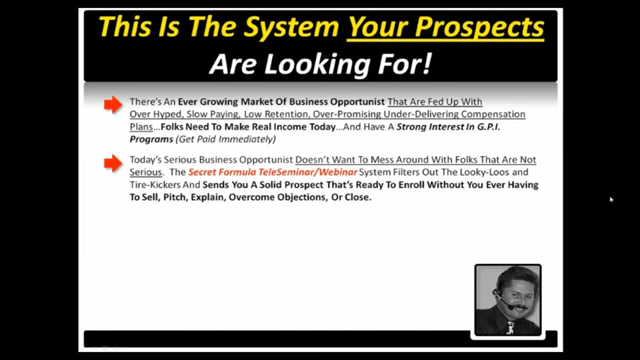 This Is The System Your Prospects
Are Looking For!
There's An Ever Growing Market Of Business Opportunist That Are Fed Up With
Over Hyped, Slow Paying, Low Retention, Over-Promising Under-Delivering Compensation
Plans...Folks Need To Make Real Income Today...And Have A Strong Interest In G.P.I.
Programs (Get Paid Immediately)
Today's Serious Business Opportunist Doesn't Want To Mess Around With Folks That Are Not
Serious. The Secret Formula TeleSeminar/Webinar System Filters Out The Looky-Loos and
Tire-Kickers And Sends You A Solid Prospect That's Ready To Enroll Without You Ever Having
To Sell, Pitch, Explain, Overcome Objections, Or Close.